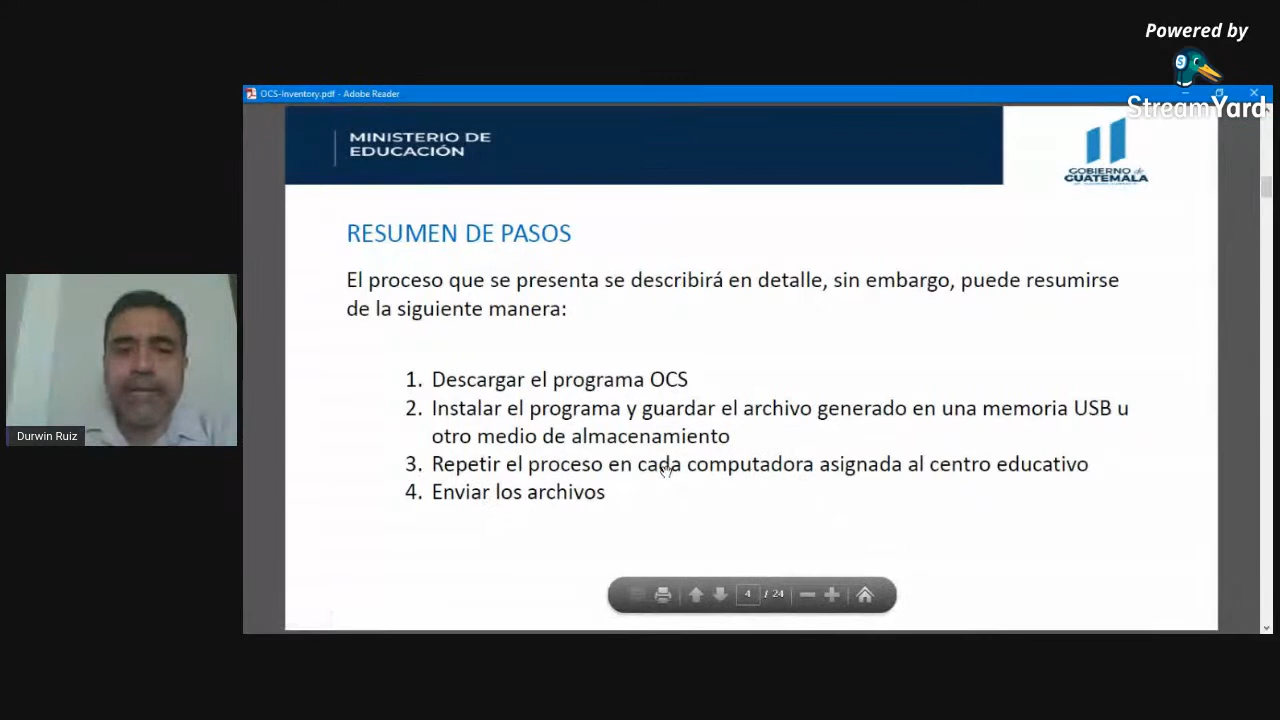 Powered by
StreamYard
OCS-Inventory.pdf - Adobe Reader
MINISTERIO DE
EDUCACIÓN
GOBIERNO de
GUATEMALA
RESUMEN DE PASOS
El proceso que se presenta se describirá en detalle, sin embargo, puede resumirse
de la siguiente manera:
1. Descargar el programa OCS
2. Instalar el programa y guardar el archivo generado en una memoria USB u
otro medio de almacenamiento
3. Repetir el proceso en cada computadora asignada al centro educativo
4. Enviar los archivos
Durwin Ruiz
4 / 24